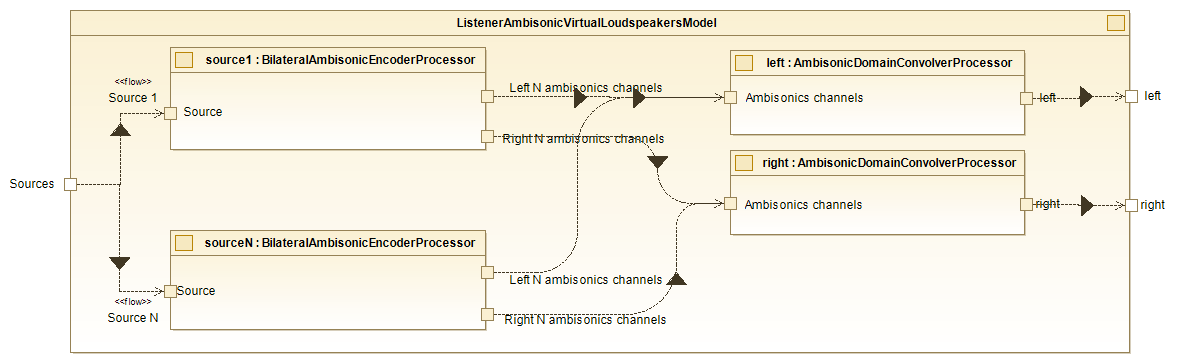 ListenerAmbisonicVirtualLoudspeakersModel
source1 : BilateralAmbisonicEncoderProcessor
left : AmbisonicDomainConvolverProcessor
<<flow>>
Source 1
Source
Left N ambisonics channels
Ambisonics channels
left
left
Right N ambisonics channels
right : AmbisonicDomainConvolverProcessor
Sources
Ambisonics channels
right
right
sourceN : BilateralAmbisonicEncoderProcessor
Left N ambisonics channels
Source
<<flow>>
Source N
Right N ambisonics channels